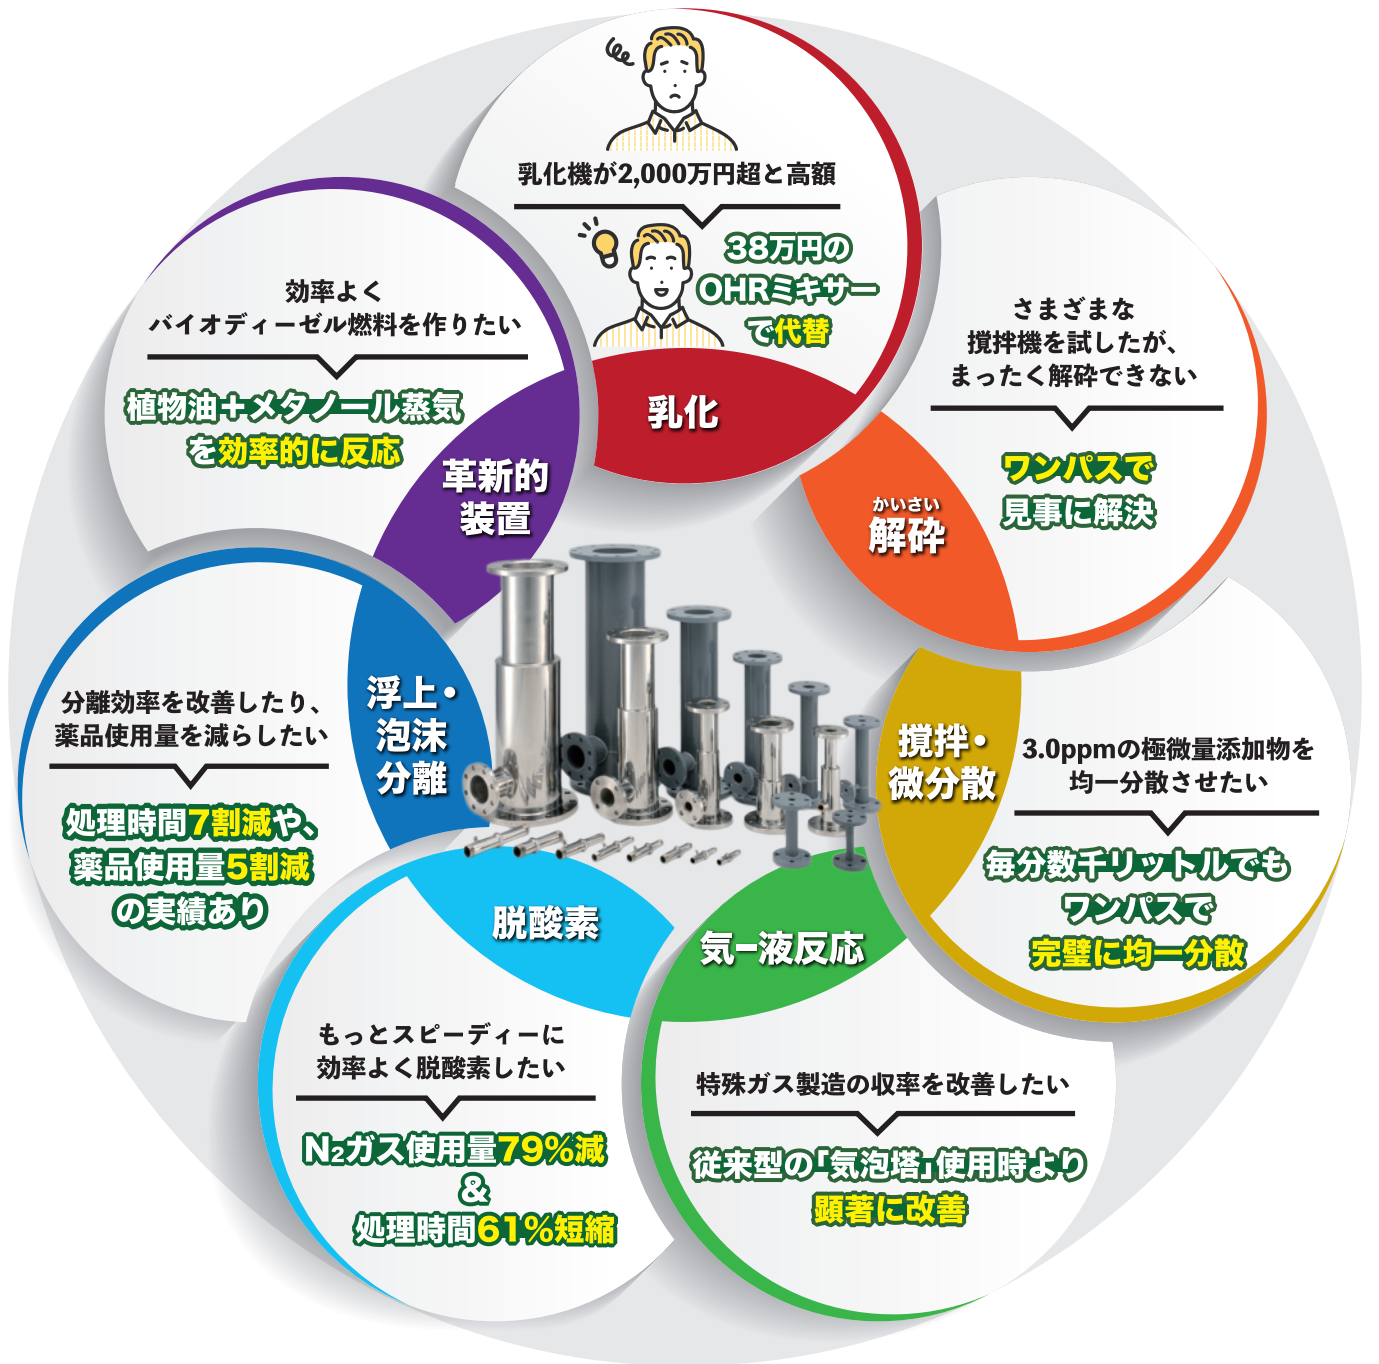 乳化機が2,000万円超と高額
38万円の
OHRミキサー
で代替
乳化
さまざまな
撹拌機を試したが、
まったく解砕できない
ワンパスで
見事に解決
かいさい
解砕
3.0ppmの極微量添加物を
均一分散させたい
毎分数千リットルでも
ワンパスで
完璧に均一分散
撹拌・
微分散
特殊ガス製造の収率を改善したい
従来型の「気泡塔」使用時より
顕著に改善
気ー液反応
もっとスピーディーに
効率よく脱酸素したい
N₂ガス使用量79%減
&
処理時間61%短縮
脱酸素
分離効率を改善したり、
薬品使用量を減らしたい
処理時間7割減や、
薬品使用量5割減
の実績あり
浮上・
泡沫
分離
効率よく
バイオディーゼル燃料を作りたい
植物油＋メタノール蒸気
を効率的に反応
革新的
装置